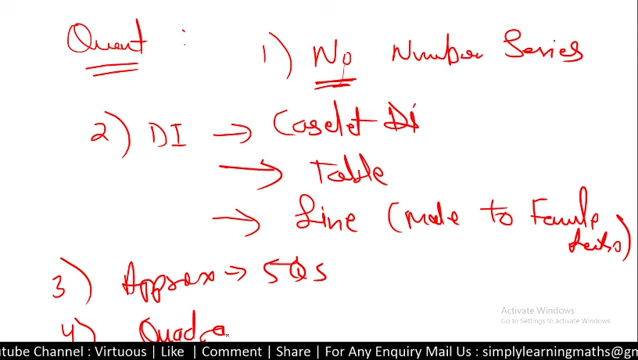 Quant :
1) No Number Series
2) DI → Caselet DI
→ Table
→ Line (Male to Female
Ratio)
3) Approx → 5 Qs
4) Quad
Activate Windows
Go to Settings to activate Windows.
utube Channel : Virtuous | Like | Comment | Share | For Any Enquiry Mail Us : simplylearningmaths@gm